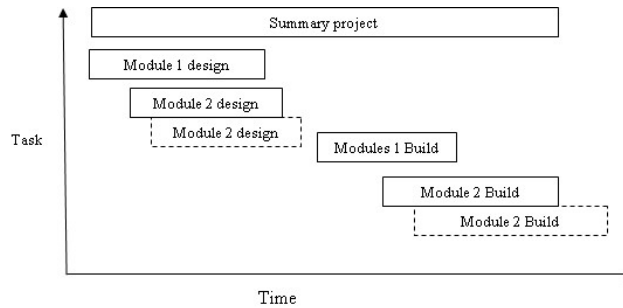 Summary project
Module 1 design
Module 2 design
Module 2 design
Task
Modules 1 Build
Module 2 Build
Module 2 Build
Time